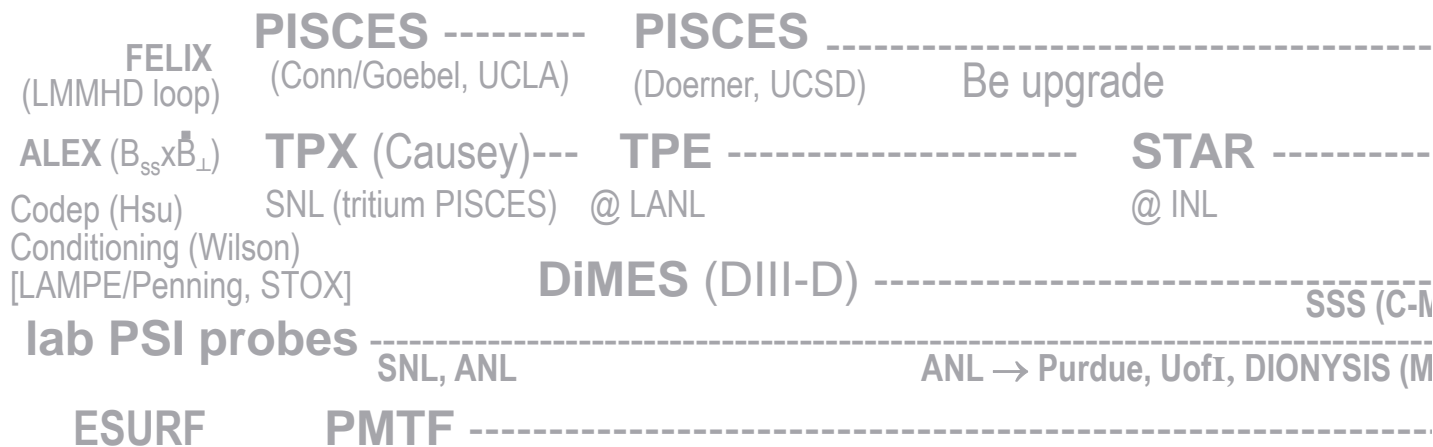 PISCES --------- PISCES ------------------------------------
FELIX (Conn/Goebel, UCLA) (Doerner, UCSD) Be upgrade
(LMMHD loop)
ALEX (BssxB⊥) TPX (Causey)--- TPE ---------------------- STAR ----------
Codep (Hsu) SNL (tritium PISCES) @ LANL @ INL
Conditioning (Wilson)
[LAMPE/Penning, STOX] DiMES (DIII-D) -----------------------------------
SSS (C-M
lab PSI probes ------------------------------------------------------------
SNL, ANL ANL → Purdue, UofI, DIONYSIS (M
ESURF PMTF ------------------------------------------------------------